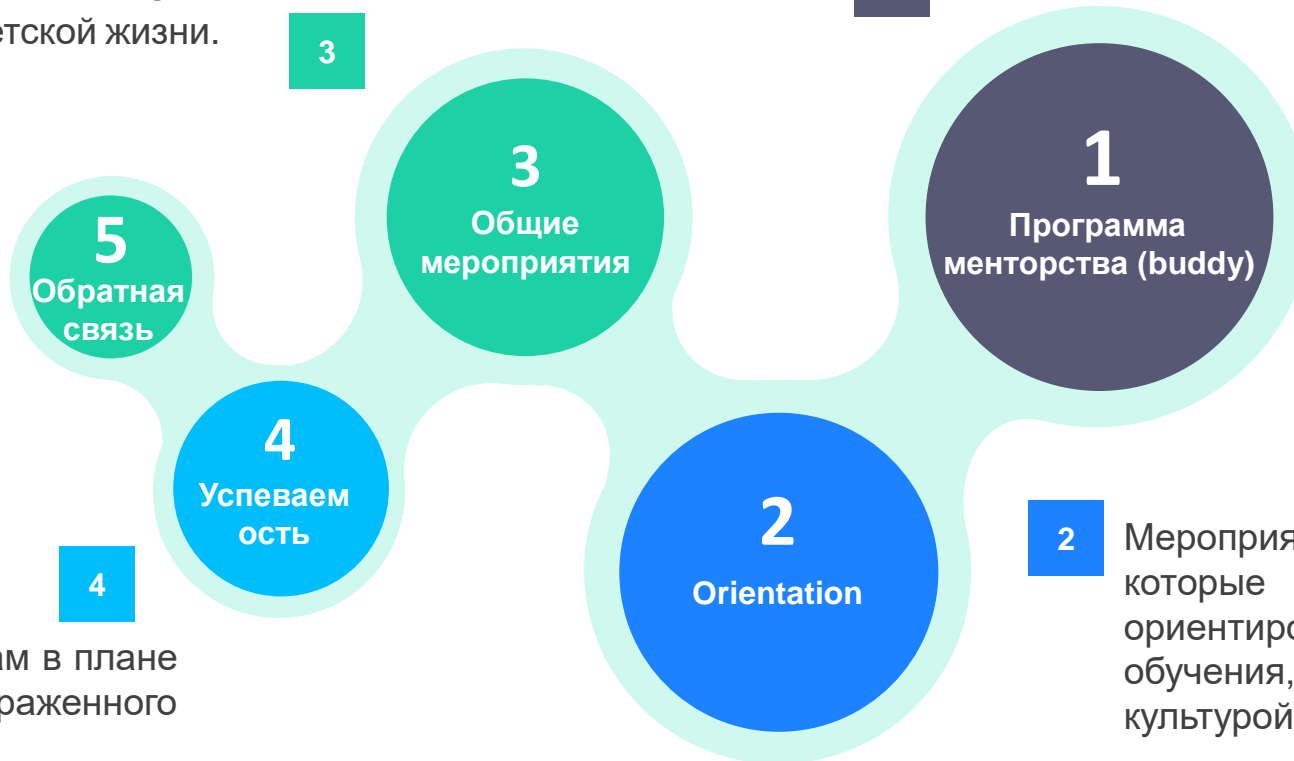 етской жизни.
3
3
Общие
мероприятия
1
Программа
менторства (buddy)
5
Обратная
связь
4
Успеваем
ость
2
Orientation
4
ам в плане
раженного
2
Мероприя
которые
ориентиро
обучения,
культурой